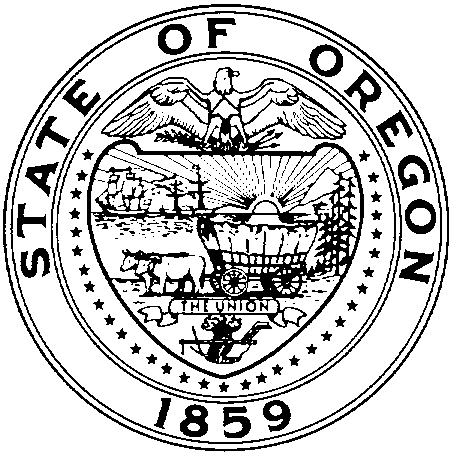 STATE OF OREGON
THE UNION
1859